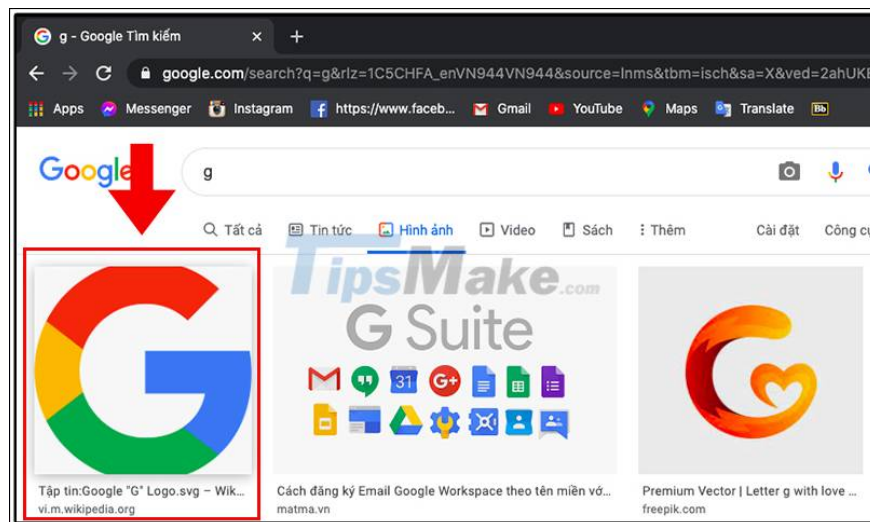 g - Google Tìm kiếm
google.com/search?q=g&rlz=1C5CHFA_enVN944VN944&source=lnms&tbm=isch&sa=X&ved=2ahUKE
Apps Messenger Instagram https://www.faceb... Gmail YouTube Maps Translate
Google g
Tất cả Tin tức Hình ảnh Video Sách Thêm Cài đặt Công cụ
TipsMake.com
G Suite
31 G+
Tập tin:Google "G" Logo.svg – Wik... Cách đăng ký Email Google Workspace theo tên miền vớ... Premium Vector | Letter g with love ...
vi.m.wikipedia.org matma.vn freepik.com